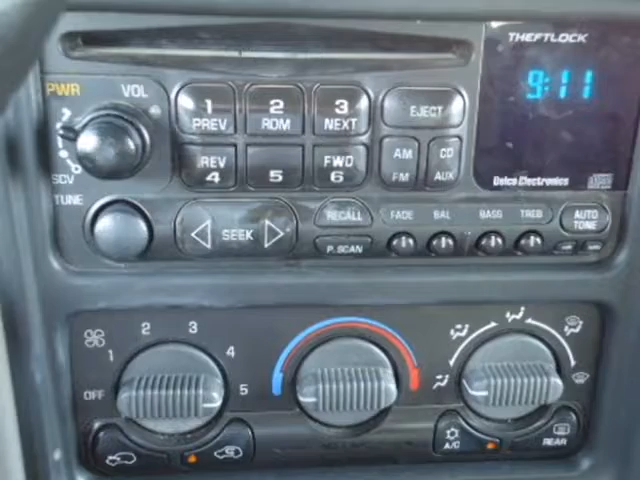 THEFTLOCK
PWR VOL
1 PREV
2 RDM
3 NEXT
EJECT
9:11
REV 4
5
FWD 6
AM FM
CD AUX
Delco Electronics
SCV
TUNE
SEEK
RECALL
P.SCAN
FADE BAL BASS TREB
AUTO TONE
OFF 1 2 3 4 5
A/C
REAR